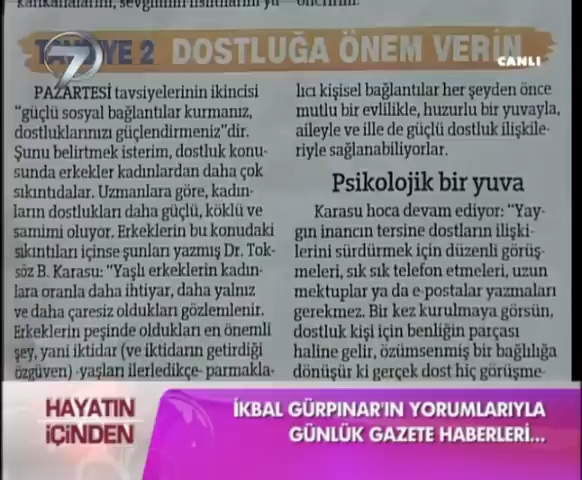 TAVSİYE 2 DOSTLUĞA ÖNEM VERİN
7
CANLI
PAZARTESİ tavsiyelerinin ikincisi
"güçlü sosyal bağlantılar kurmanız,
dostluklarınızı güçlendirmeniz"dir.
Şunu belirtmek isterim, dostluk konu-
sunda erkekler kadınlardan daha çok
sıkıntıdalar. Uzmanlara göre, kadın-
ların dostlukları daha güçlü, köklü ve
samimi oluyor. Erkeklerin bu konudaki
sıkıntıları içinse şunları yazmış Dr. Tok-
söz B. Karasu: "Yaşlı erkeklerin kadın-
lara oranla daha ihtiyar, daha yalnız
ve daha çaresiz oldukları gözlemlenir.
Erkeklerin peşinde oldukları en önemli
şey, yani iktidar (ve iktidarın getirdiği
özgüven) -yaşları ilerledikçe- parmakla-
lıcı kişisel bağlantılar her şeyden önce
mutlu bir evlilikle, huzurlu bir yuvayla,
aileyle ve ille de güçlü dostluk ilişkile-
riyle sağlanabiliyorlar.
Psikolojik bir yuva
Karasu hoca devam ediyor: "Yay-
gın inancın tersine dostların ilişki-
lerini sürdürmek için düzenli görüş-
meleri, sık sık telefon etmeleri, uzun
mektuplar ya da e-postalar yazmaları
gerekmez. Bir kez kurulmaya görsün,
dostluk kişi için benliğin parçası
haline gelir, özümsenmiş bir bağlılığa
dönüşür ki gerçek dost hiç görüşme-
HAYATIN
İÇİNDEN
İKBAL GÜRPINAR'IN YORUMLARIYLA
GÜNLÜK GAZETE HABERLERİ...